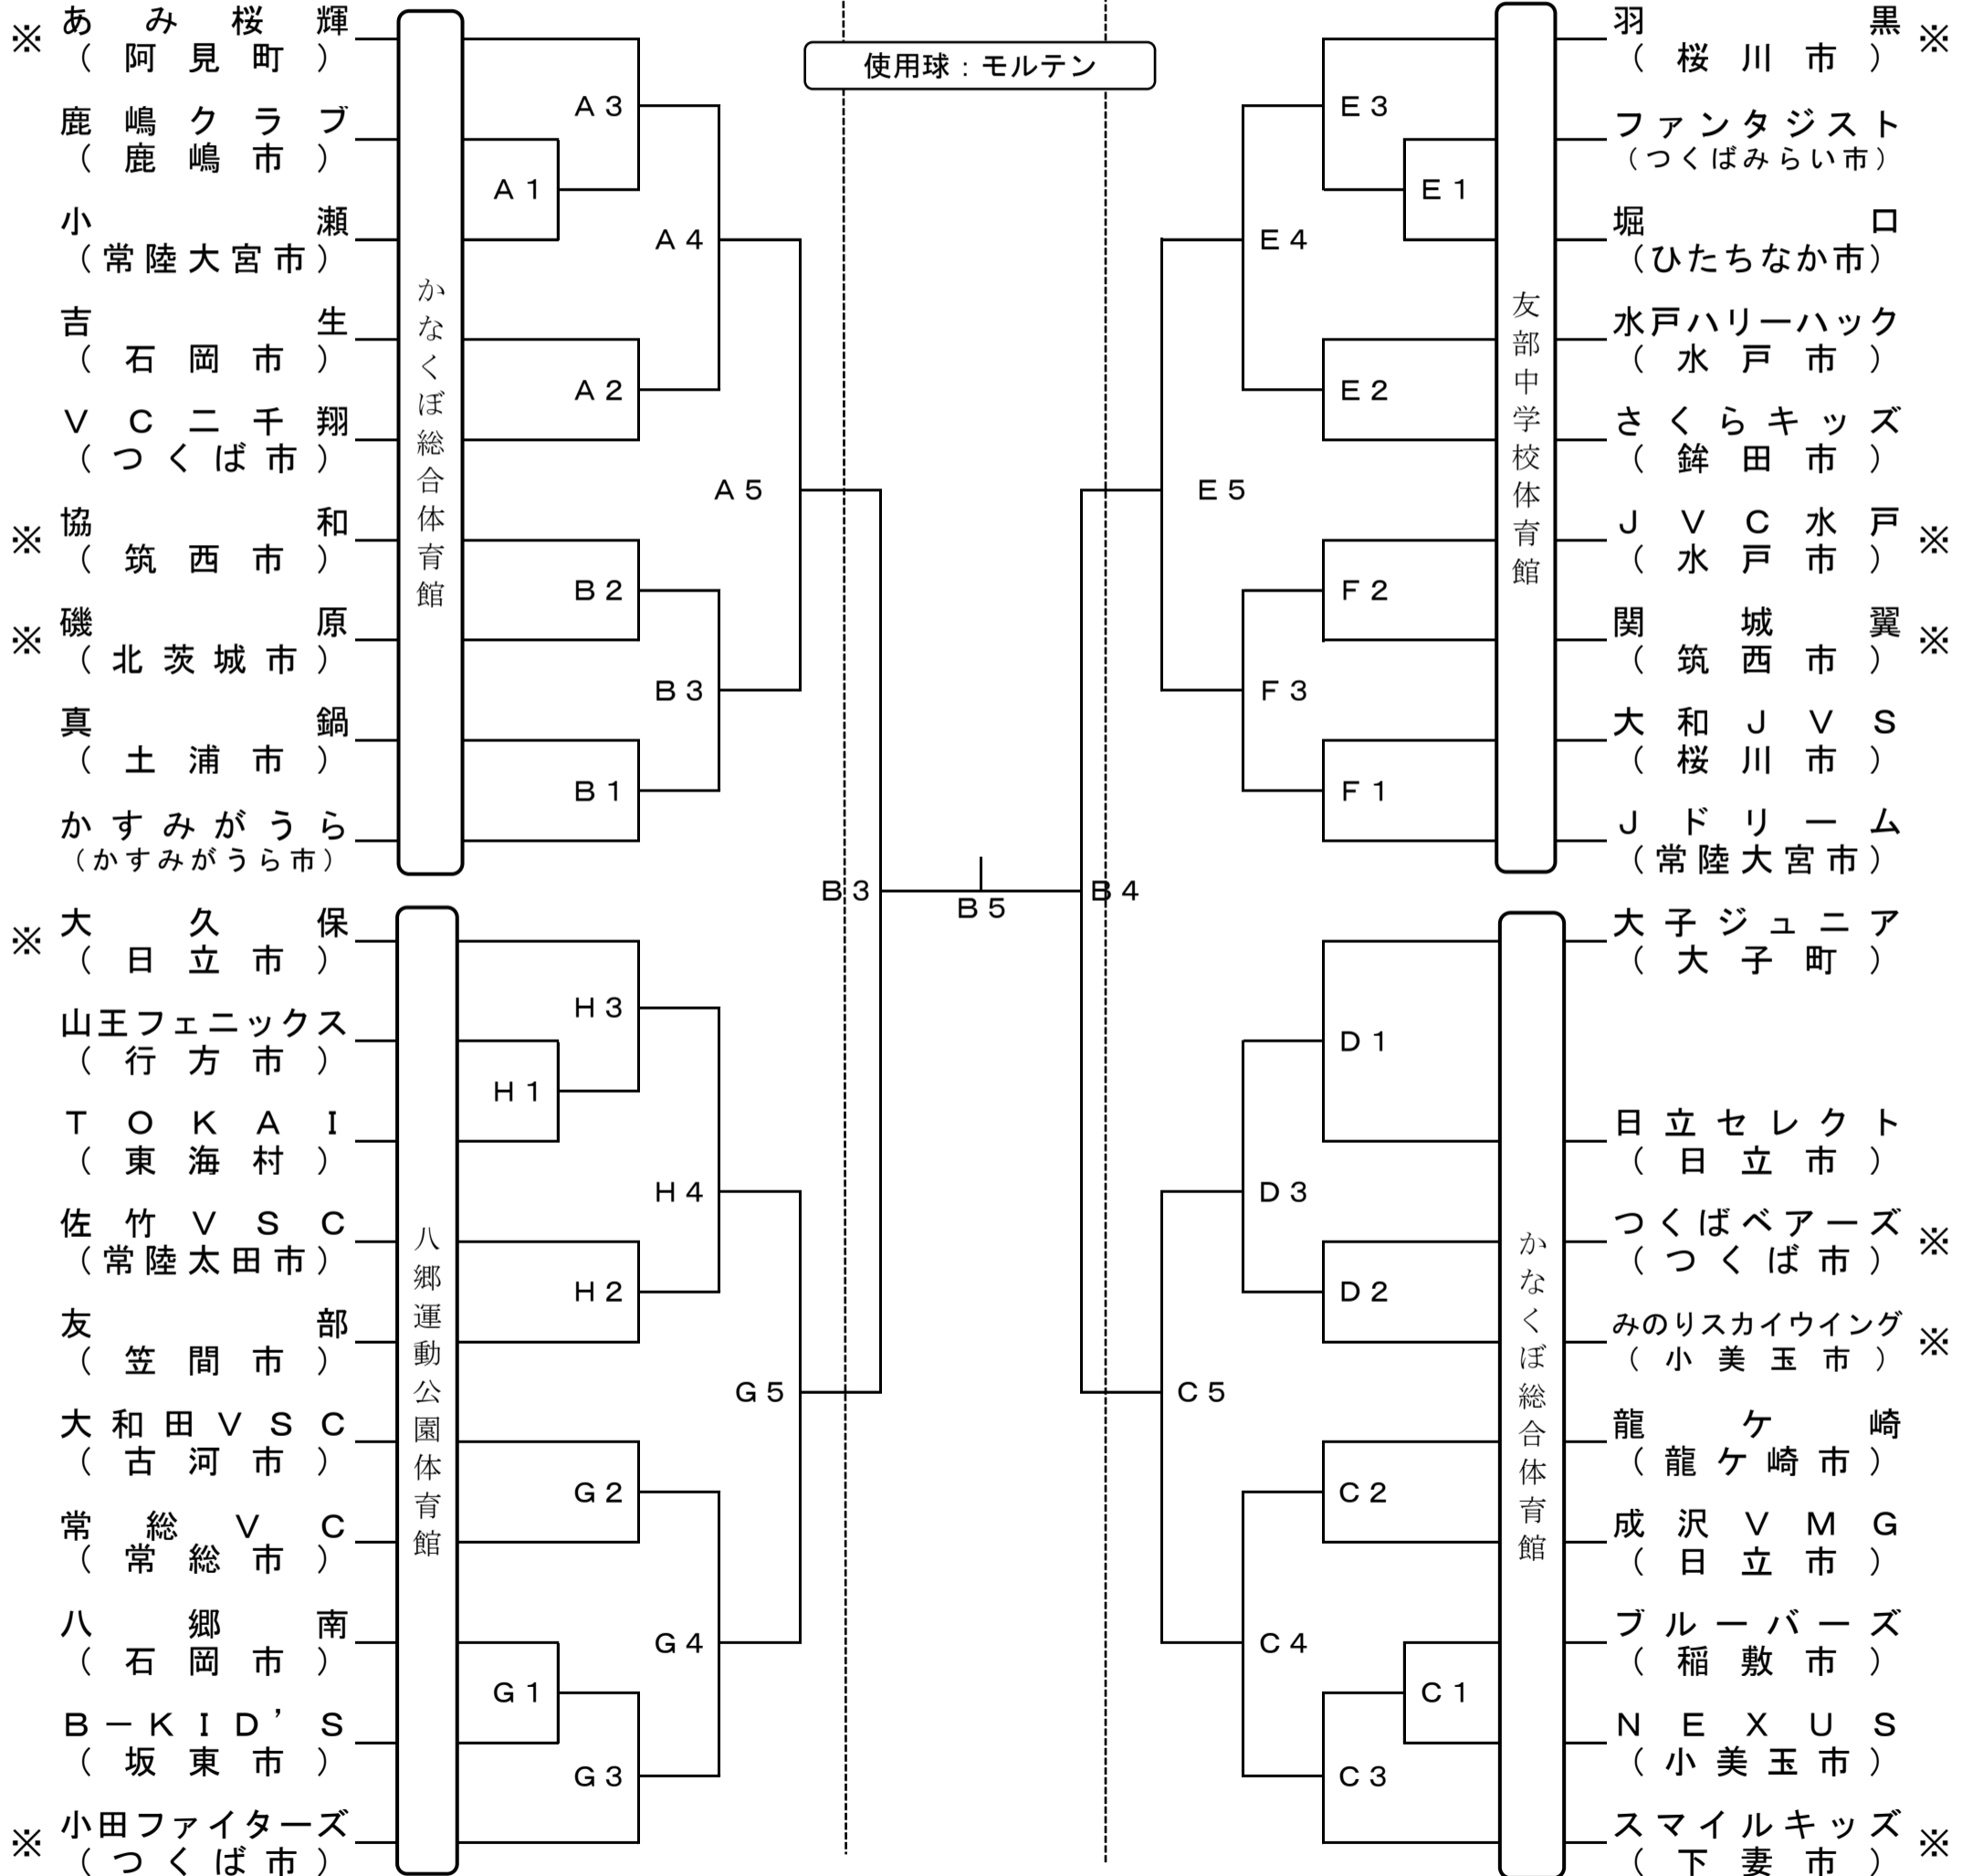 使用球：モルテン
※ あみ桜輝
（阿見町）
鹿嶋クラブ
（鹿嶋市）
小瀬
（常陸大宮市）
吉生
（石岡市）
ＶＣ二千翔
（つくば市）
※ 協和
（筑西市）
※ 磯原
（北茨城市）
真鍋
（土浦市）
かすみがうら
（かすみがうら市）
かなくぼ総合体育館
Ａ３
Ａ１
Ａ４
Ａ２
Ａ５
Ｂ２
Ｂ３
Ｂ１
※ 大久保
（日立市）
山王フェニックス
（行方市）
ＴＯＫＡＩ
（東海村）
佐竹ＶＳＣ
（常陸太田市）
友部
（笠間市）
大和田ＶＳＣ
（古河市）
常総ＶＣ
（常総市）
八郷南
（石岡市）
Ｂ－ＫＩＤ’Ｓ
（坂東市）
※ 小田ファイターズ
（つくば市）
八郷運動公園体育館
Ｈ３
Ｈ１
Ｈ４
Ｈ２
Ｇ５
Ｇ２
Ｇ４
Ｇ１
Ｇ３
Ｂ３
Ｂ５
Ｂ４
羽黒 ※
（桜川市）
ファンタジスト
（つくばみらい市）
堀口
（ひたちなか市）
水戸ハリーハック
（水戸市）
さくらキッズ
（鉾田市）
ＪＶＣ水戸 ※
（水戸市）
関城翼 ※
（筑西市）
大和ＪＶＳ
（桜川市）
Ｊドリーム
（常陸大宮市）
友部中学校体育館
Ｅ３
Ｅ１
Ｅ４
Ｅ２
Ｅ５
Ｆ２
Ｆ３
Ｆ１
大子ジュニア
（大子町）
日立セレクト
（日立市）
つくばベアーズ ※
（つくば市）
みのりスカイウイング ※
（小美玉市）
龍ケ崎
（龍ケ崎市）
成沢ＶＭＧ
（日立市）
ブルーバーズ
（稲敷市）
ＮＥＸＵＳ
（小美玉市）
スマイルキッズ ※
（下妻市）
かなくぼ総合体育館
Ｄ１
Ｄ３
Ｄ２
Ｃ５
Ｃ２
Ｃ４
Ｃ１
Ｃ３